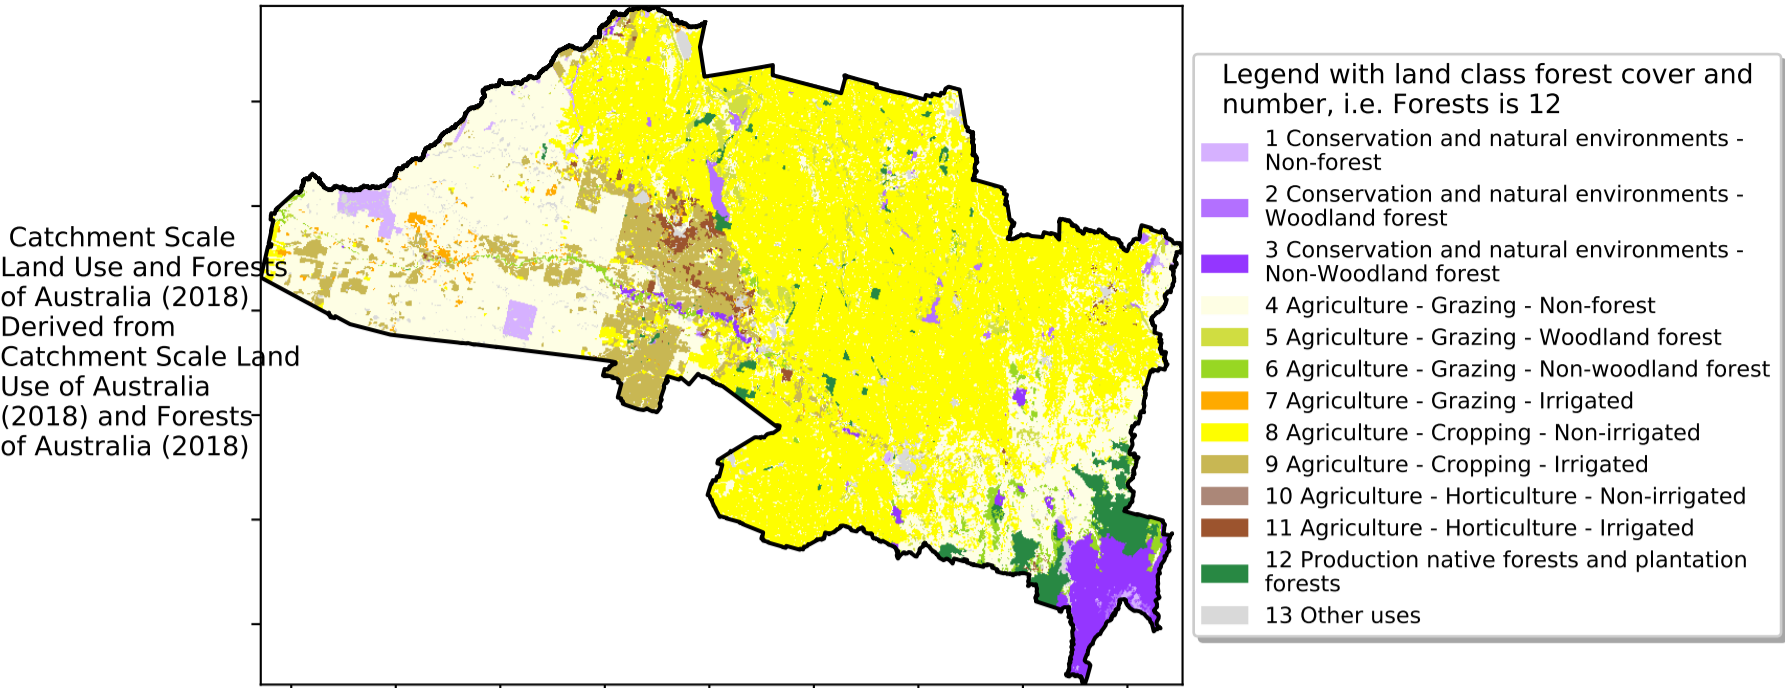 Catchment Scale
Land Use and Forests
of Australia (2018)
Derived from
Catchment Scale Land
Use of Australia
(2018) and Forests
of Australia (2018)
Legend with land class forest cover and
number, i.e. Forests is 12
1 Conservation and natural environments -
Non-forest
2 Conservation and natural environments -
Woodland forest
3 Conservation and natural environments -
Non-Woodland forest
4 Agriculture - Grazing - Non-forest
5 Agriculture - Grazing - Woodland forest
6 Agriculture - Grazing - Non-woodland forest
7 Agriculture - Grazing - Irrigated
8 Agriculture - Cropping - Non-irrigated
9 Agriculture - Cropping - Irrigated
10 Agriculture - Horticulture - Non-irrigated
11 Agriculture - Horticulture - Irrigated
12 Production native forests and plantation
forests
13 Other uses